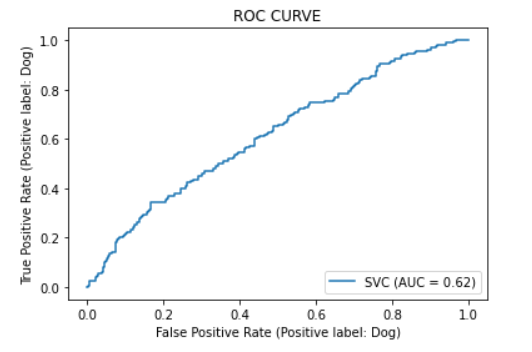 ROC CURVE
True Positive Rate (Positive label: Dog)
1.0
0.8
0.6
0.4
0.2
0.0
SVC (AUC = 0.62)
0.0 0.2 0.4 0.6 0.8 1.0
False Positive Rate (Positive label: Dog)